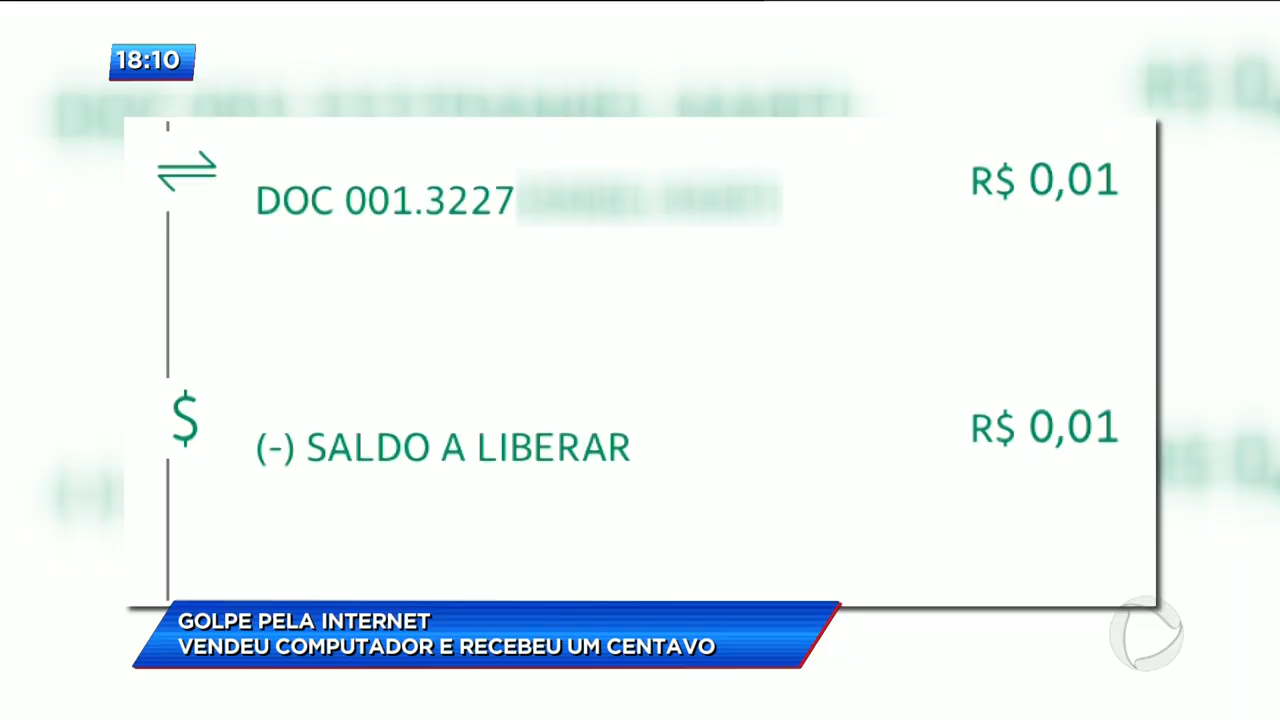 18:10
DOC 001.3227
R$ 0,01
$
(-) SALDO A LIBERAR
R$ 0,01
GOLPE PELA INTERNET
VENDEU COMPUTADOR E RECEBEU UM CENTAVO